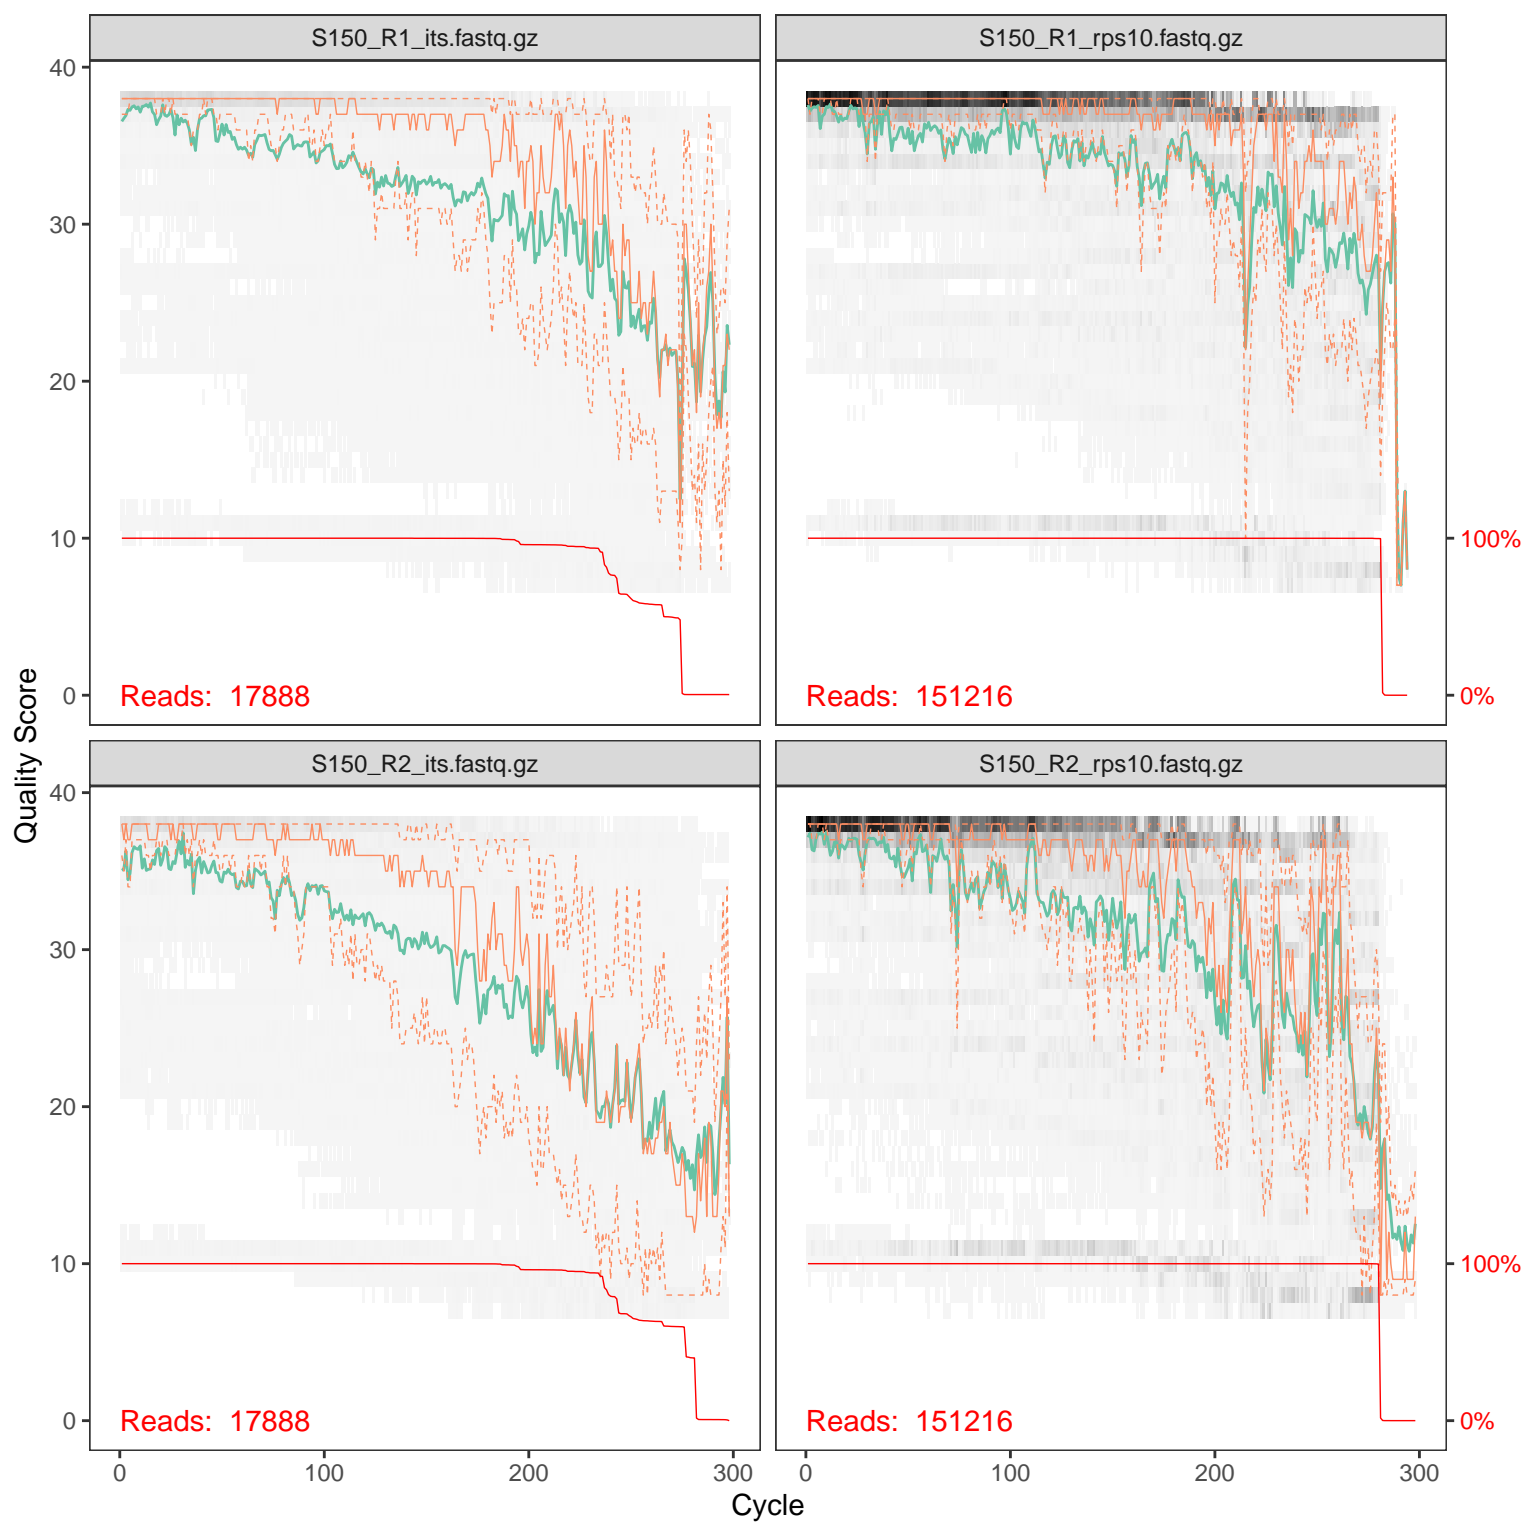 S150_R1_its.fastq.gz
S150_R1_rps10.fastq.gz
40
30
20
10
0
Reads: 17888
Reads: 151216
100%
0%
Quality Score
S150_R2_its.fastq.gz
S150_R2_rps10.fastq.gz
40
30
20
10
0
Reads: 17888
Reads: 151216
100%
0%
0 100 200 300
0 100 200 300
Cycle